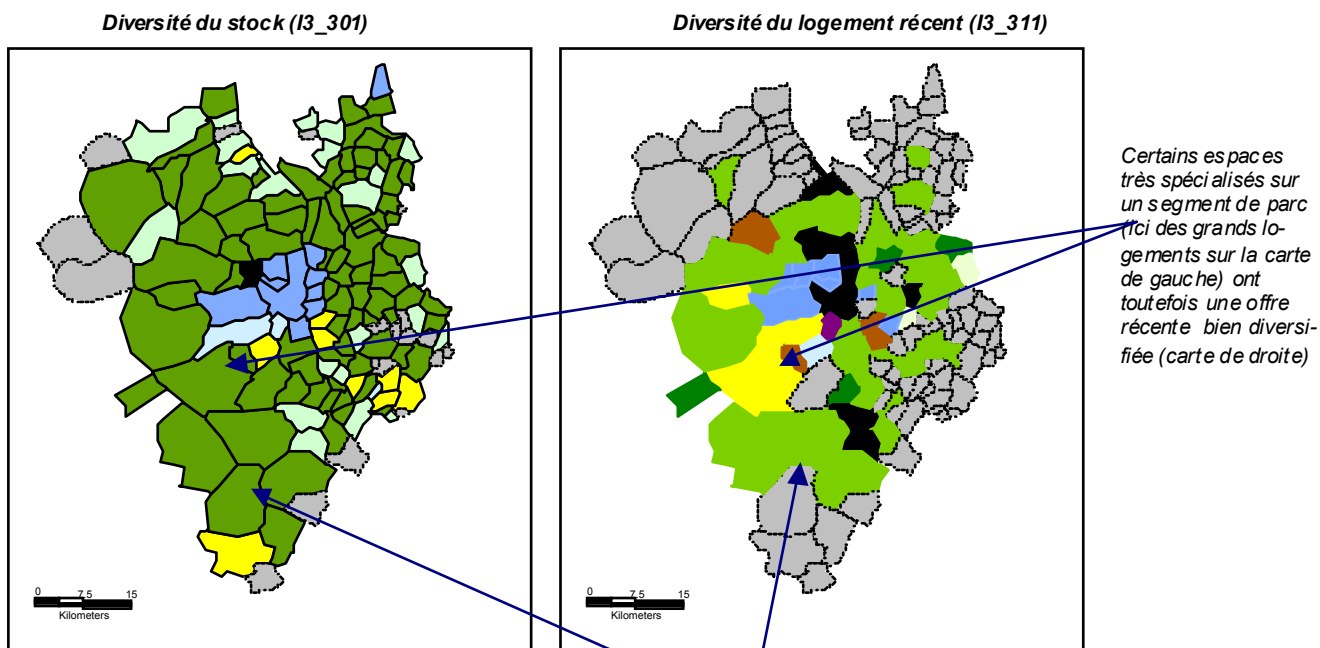 Diversité du stock (I3_301)
Diversité du logement récent (I3_311)
Certains espaces
très spécialisés sur
un segment de parc
(ici des grands lo-
gements sur la carte
de gauche) ont
toutefois une offre
récente bien diversi-
fiée (carte de droite)
0 7.5 15
Kilometers
0 7.5 15
Kilometers